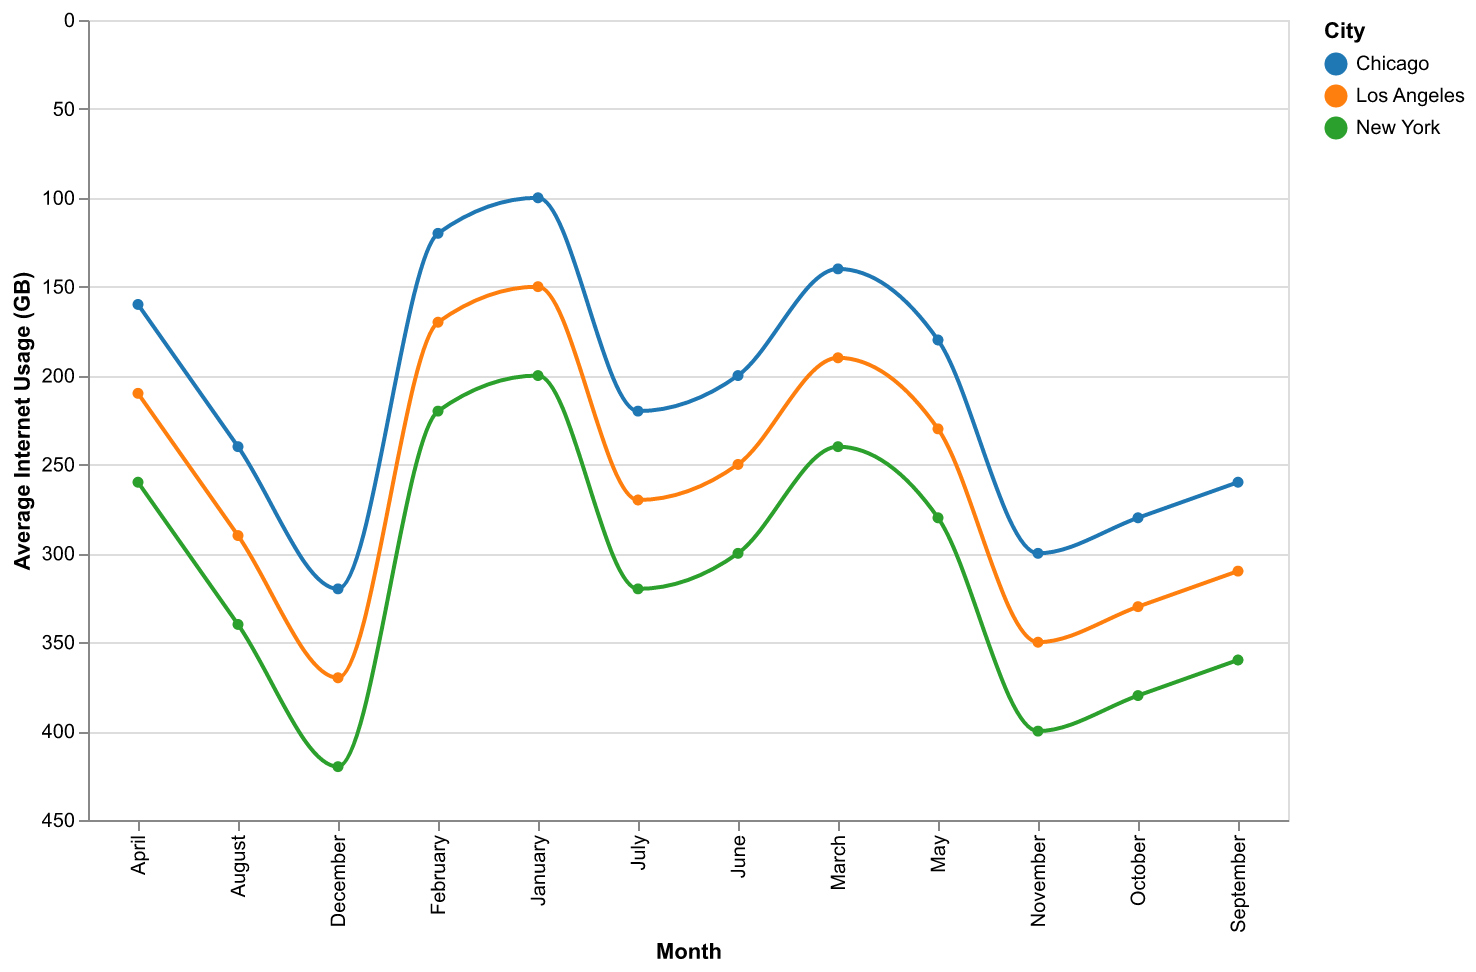 0
50
100
150
200
250
300
350
400
450
Average Internet Usage (GB)
April
August
December
February
January
July
June
March
May
November
October
September
Month
City
Chicago
Los Angeles
New York